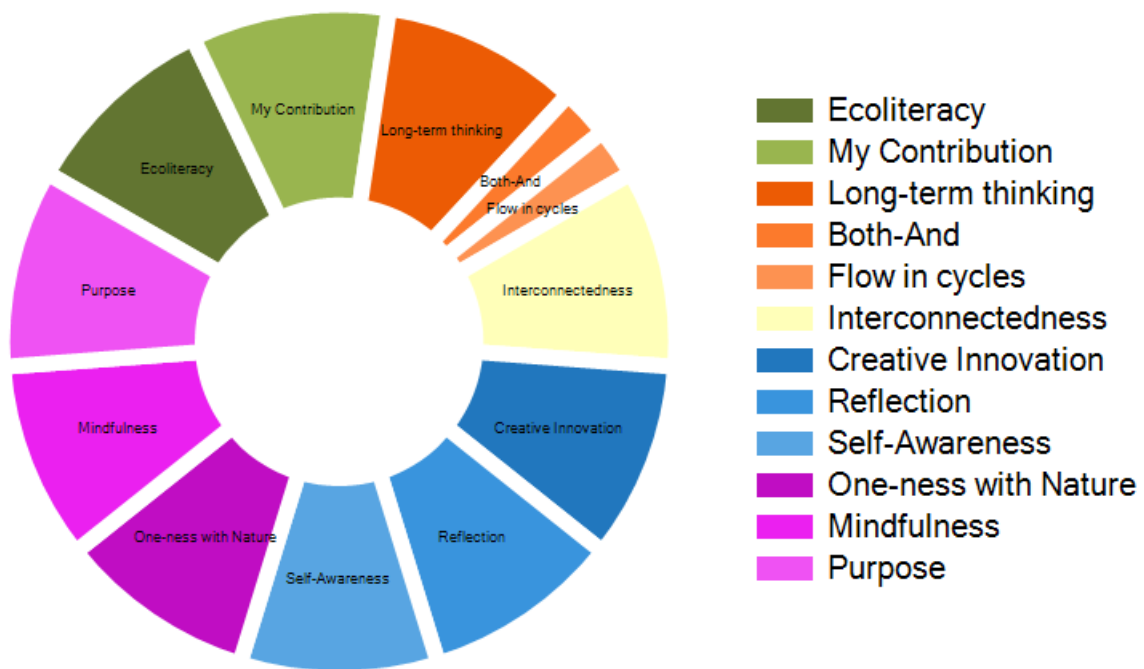 My Contribution
Long-term thinking
Both-And
Flow in cycles
Ecoliteracy
Interconnectedness
Purpose
Creative Innovation
Mindfulness
Reflection
One-ness with Nature
Self-Awareness
Ecoliteracy
My Contribution
Long-term thinking
Both-And
Flow in cycles
Interconnectedness
Creative Innovation
Reflection
Self-Awareness
One-ness with Nature
Mindfulness
Purpose